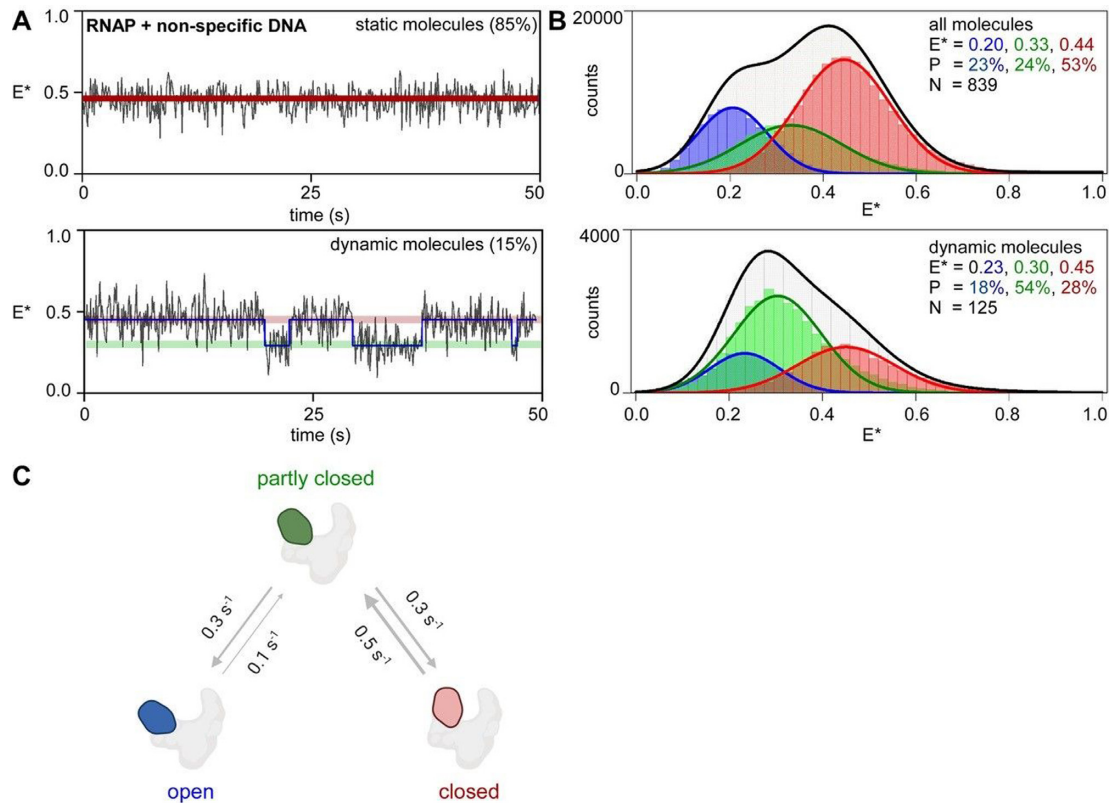 A
RNAP + non-specific DNA
static molecules (85%)
1.0
E*
0.5
0.0
0
25
50
time (s)
dynamic molecules (15%)
1.0
E*
0.5
0.0
0
25
50
time (s)
B
20000
counts
0
all molecules
E* = 0.20, 0.33, 0.44
P = 23%, 24%, 53%
N = 839
0.0
0.2
0.4
0.6
0.8
1.0
E*
4000
counts
0
dynamic molecules
E* = 0.23, 0.30, 0.45
P = 18%, 54%, 28%
N = 125
0.0
0.2
0.4
0.6
0.8
1.0
E*
C
partly closed
0.3 s⁻¹
0.1 s⁻¹
0.3 s⁻¹
0.5 s⁻¹
open
closed